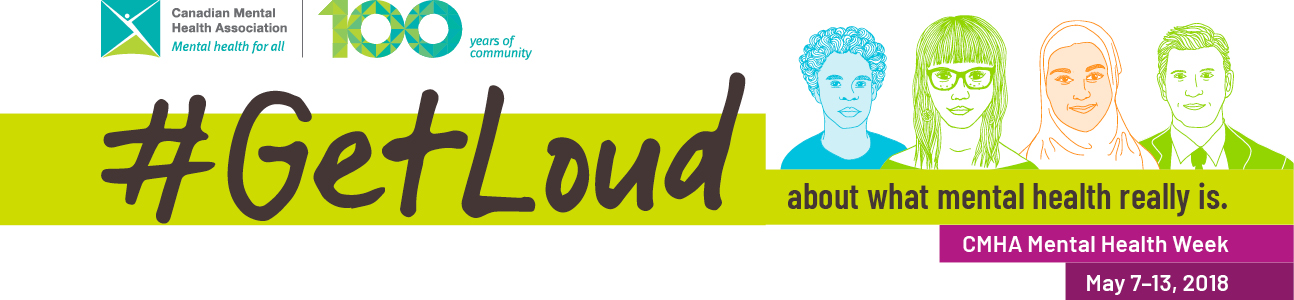 Canadian Mental
Health Association
Mental health for all
100
years of
community
#GetLoud
about what mental health really is.
CMHA Mental Health Week
May 7–13, 2018